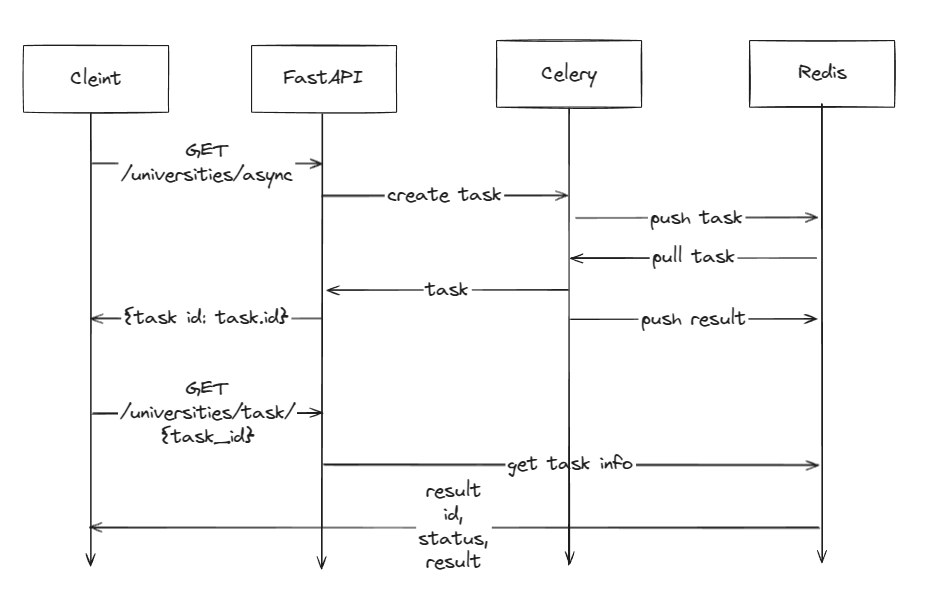 Cleint
FastAPI
Celery
Redis
GET
/universities/async
create task
push task
pull task
task
{task id: task.id}
push result
GET
/universities/task/
{task_id}
get task info
result
id,
status,
result